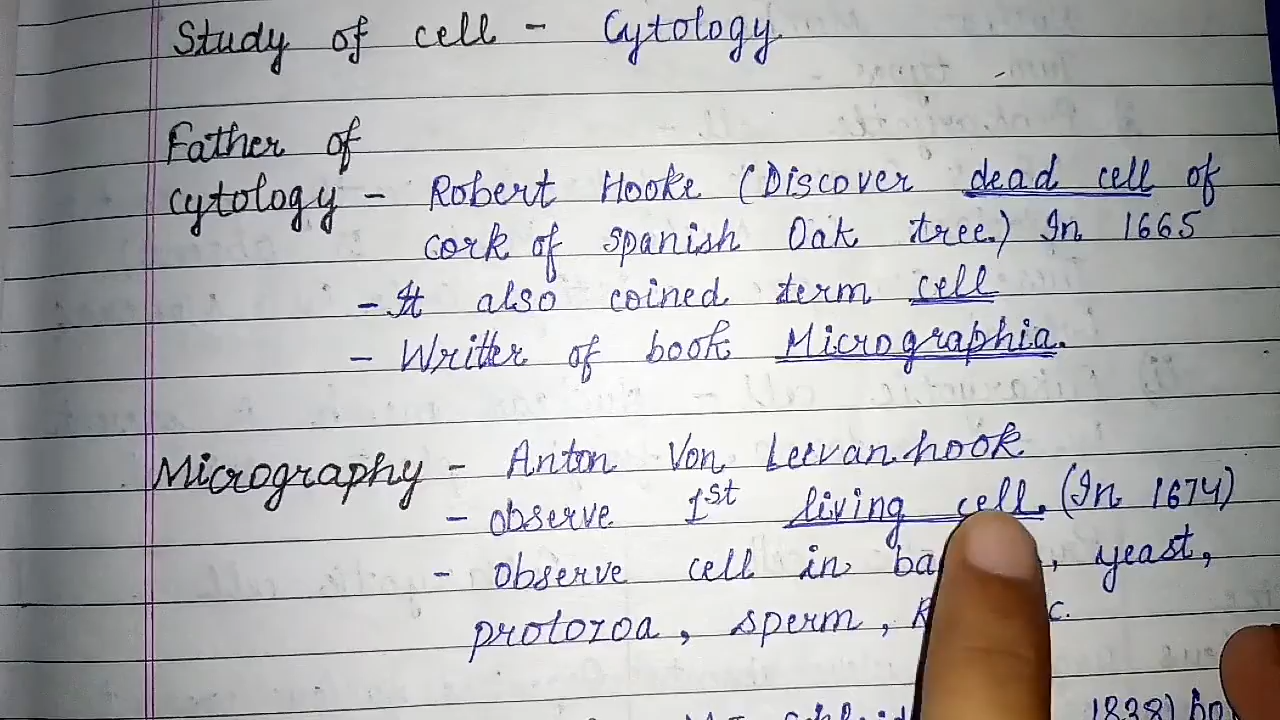 Study of cell - Cytology
Father of
cytology - Robert Hooke (Discover dead cell of
cork of spanish Oak tree.) In 1665
- It also coined term cell
- Writter of book Micrographia.
Micrography - Anton Von Leevanhook
- observe 1st living cell. (In 1674)
- Observe cell in , yeast,
protozoa, sperm,
1838)